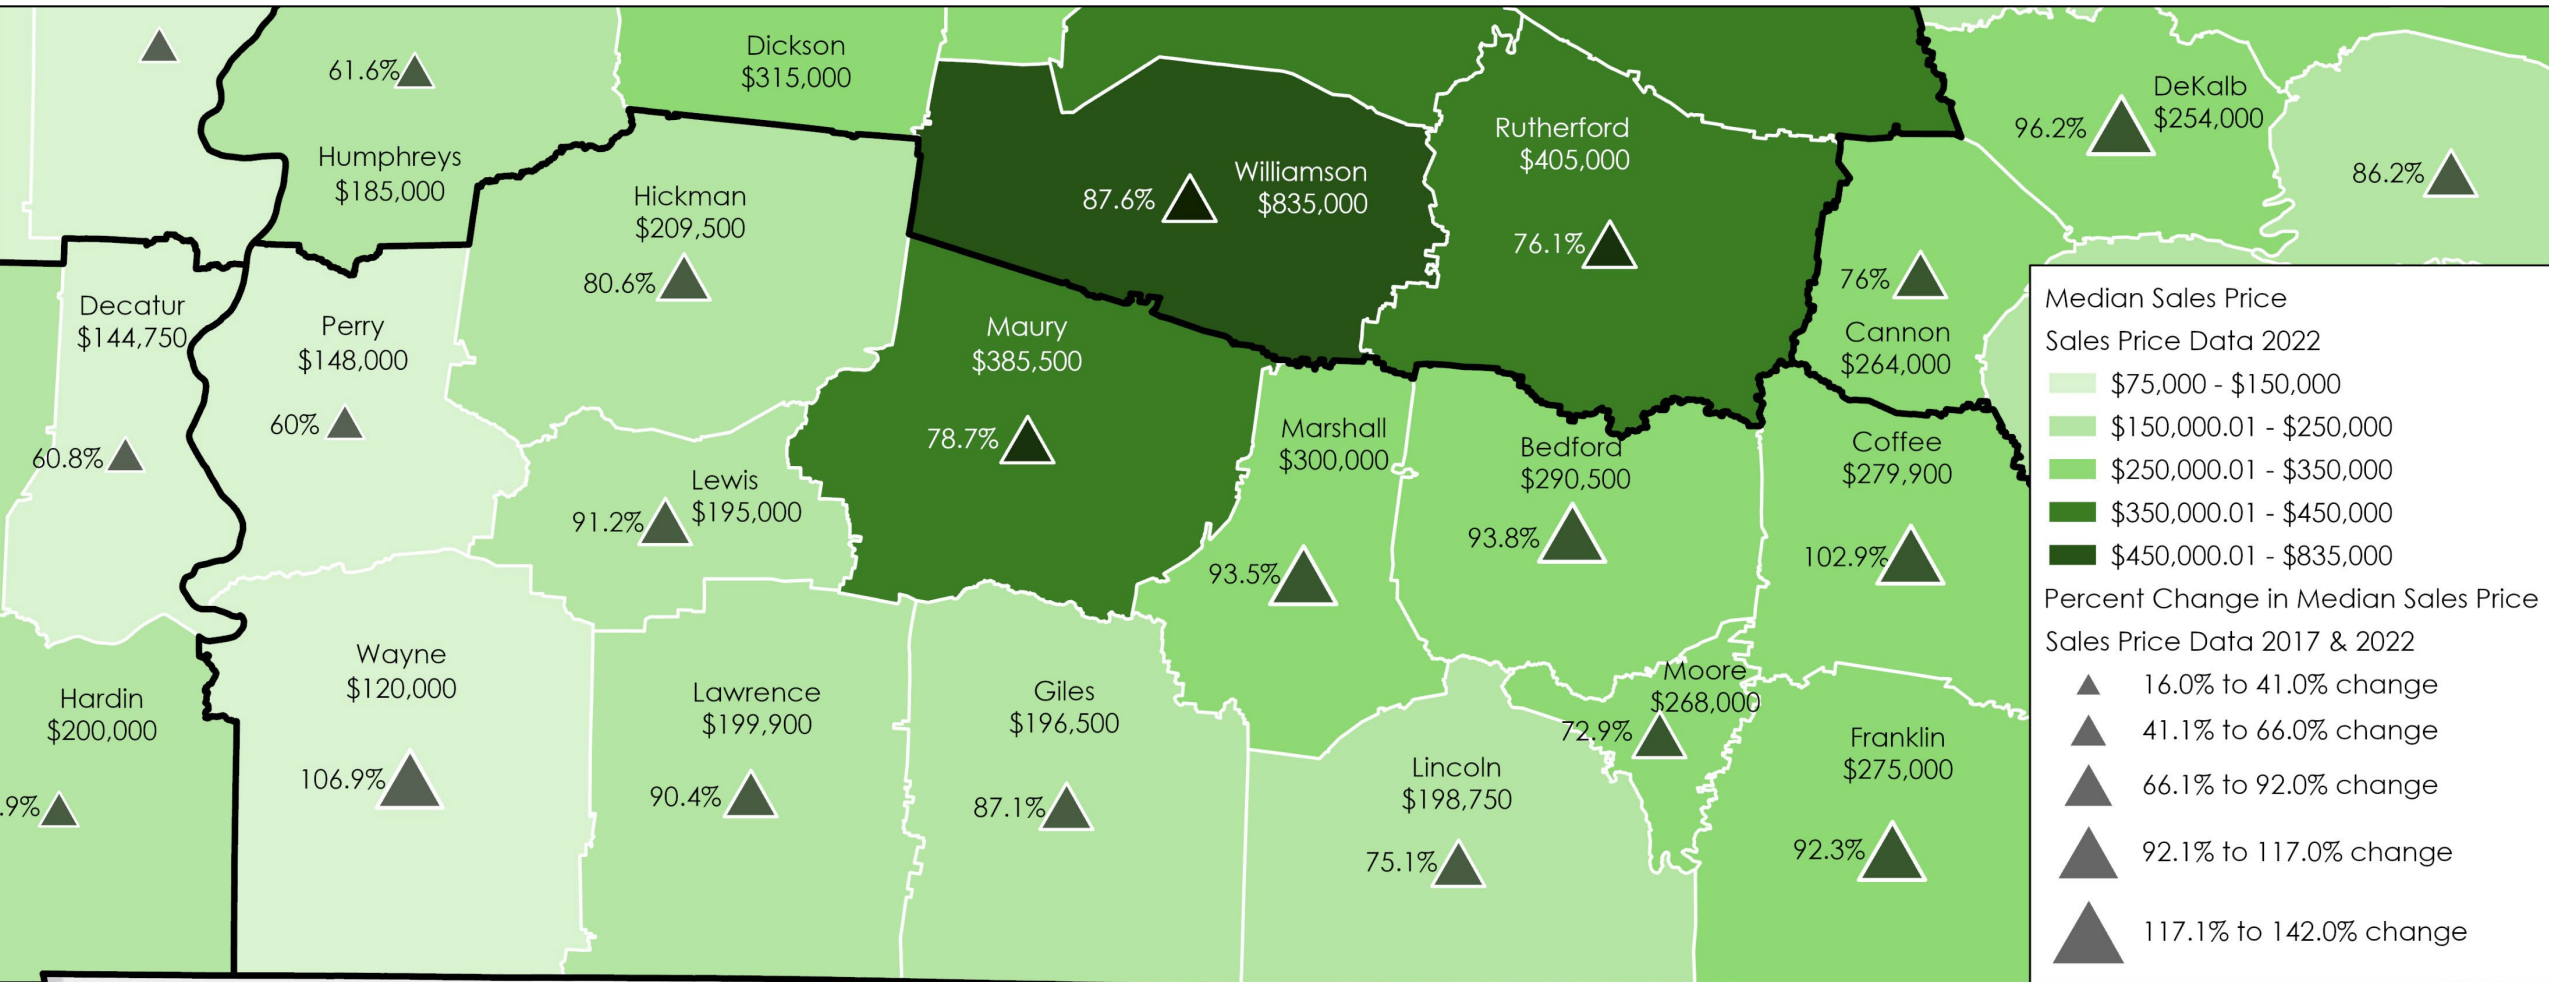 61.6%
Humphreys
$185,000
Dickson
$315,000
Hickman
$209,500
80.6%
Williamson
$835,000
87.6%
Rutherford
$405,000
76.1%
DeKalb
$254,000
96.2%
86.2%
Decatur
$144,750
60.8%
Perry
$148,000
60%
Maury
$385,500
78.7%
76%
Cannon
$264,000
Lewis
$195,000
91.2%
Marshall
$300,000
93.5%
Bedford
$290,500
93.8%
Coffee
$279,900
102.9%
Hardin
$200,000
.9%
Wayne
$120,000
106.9%
Lawrence
$199,900
90.4%
Giles
$196,500
87.1%
Lincoln
$198,750
75.1%
Moore
$268,000
72.9%
Franklin
$275,000
92.3%
Median Sales Price
Sales Price Data 2022
$75,000 - $150,000
$150,000.01 - $250,000
$250,000.01 - $350,000
$350,000.01 - $450,000
$450,000.01 - $835,000
Percent Change in Median Sales Price
Sales Price Data 2017 & 2022
16.0% to 41.0% change
41.1% to 66.0% change
66.1% to 92.0% change
92.1% to 117.0% change
117.1% to 142.0% change